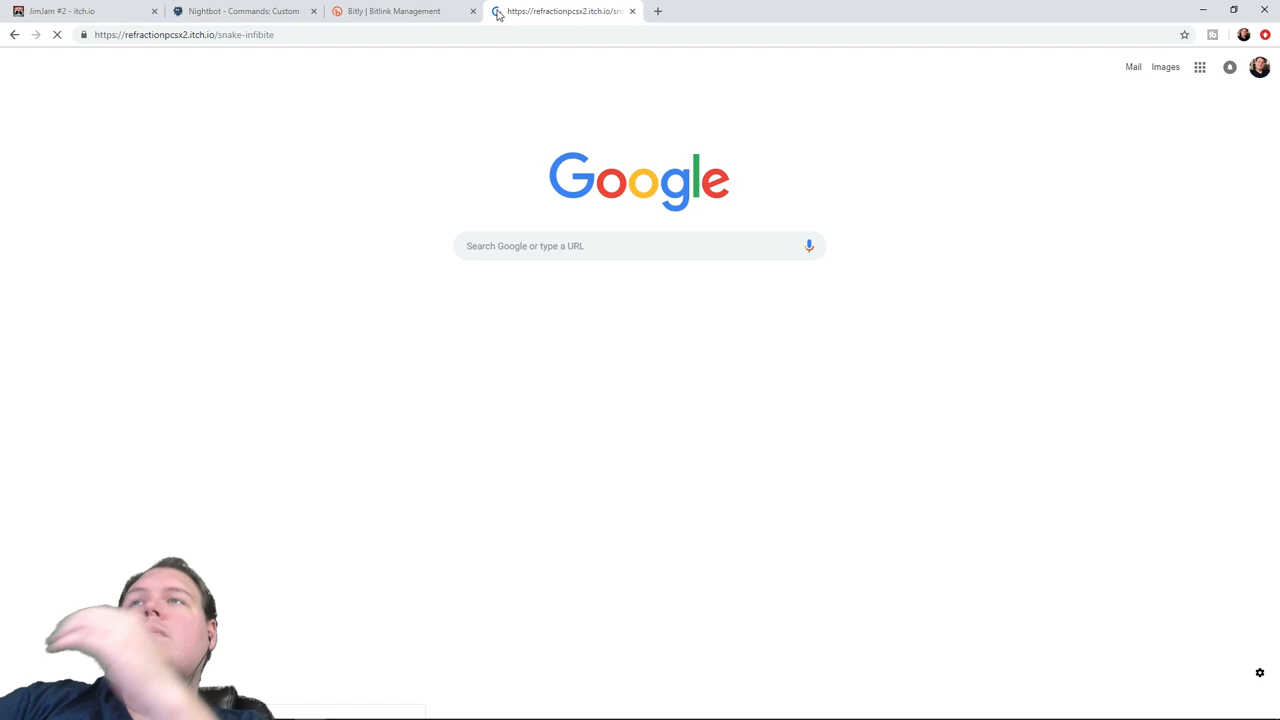 JimJam #2 - itch.io
Nightbot - Commands: Custom
Bitly | Bitlink Management
https://refractionpcsx2.itch.io/sna
https://refractionpcsx2.itch.io/snake-infibite
Mail Images
Google
Search Google or type a URL